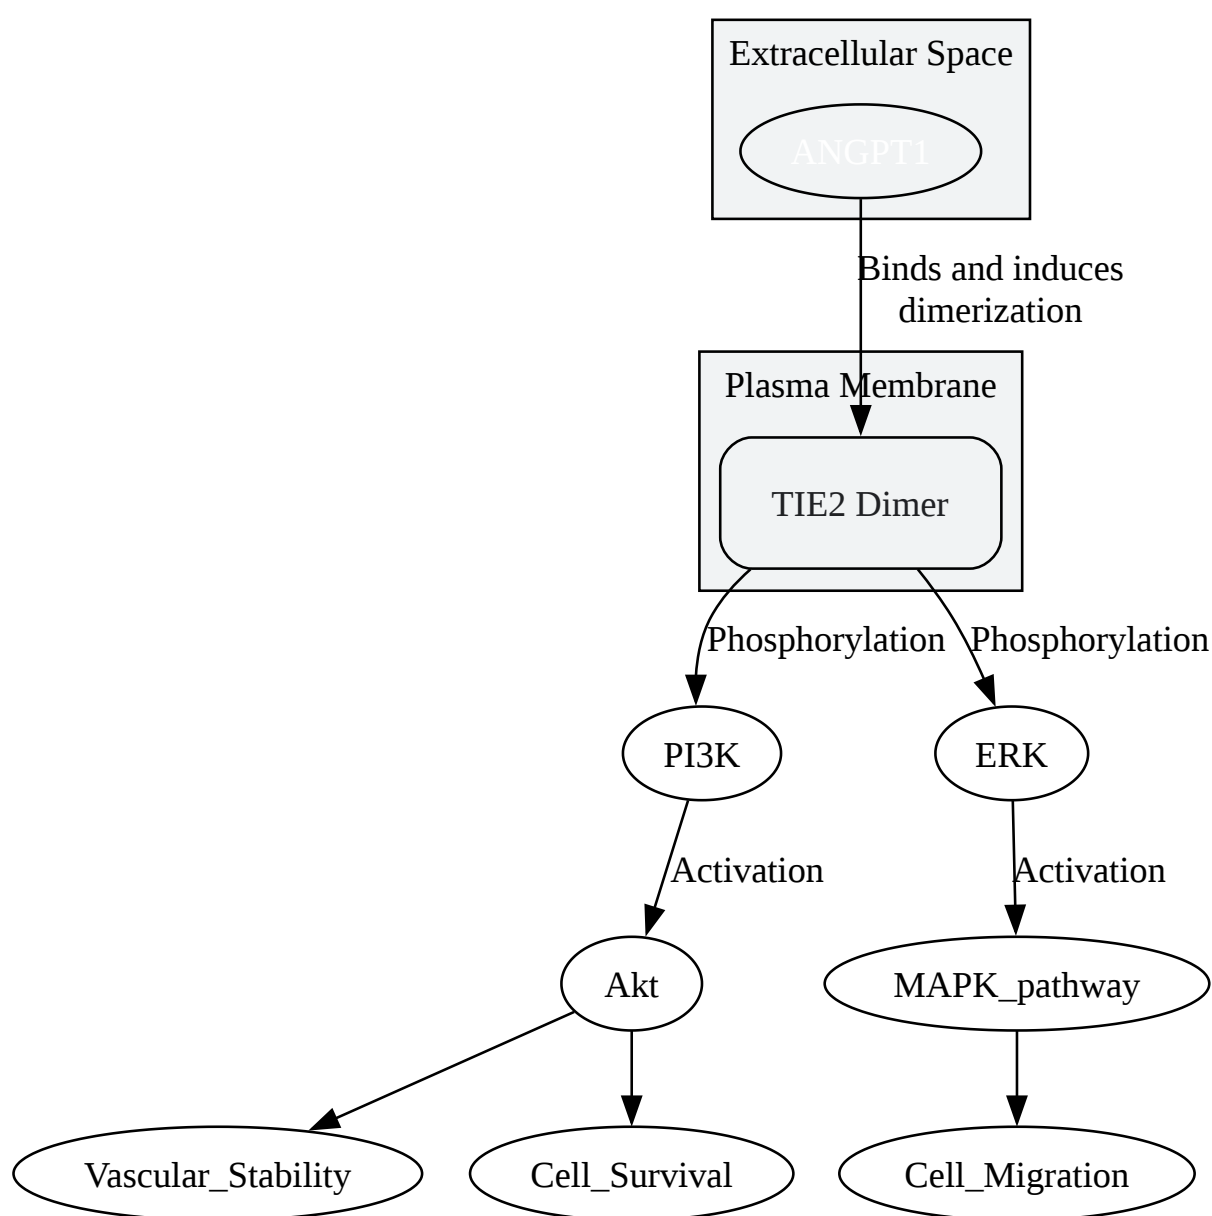 Extracellular Space
ANGPT1
Binds and induces
dimerization
Plasma Membrane
TIE2 Dimer
Phosphorylation
Phosphorylation
PI3K
ERK
Activation
Activation
Akt
MAPK_pathway
Vascular_Stability
Cell_Survival
Cell_Migration